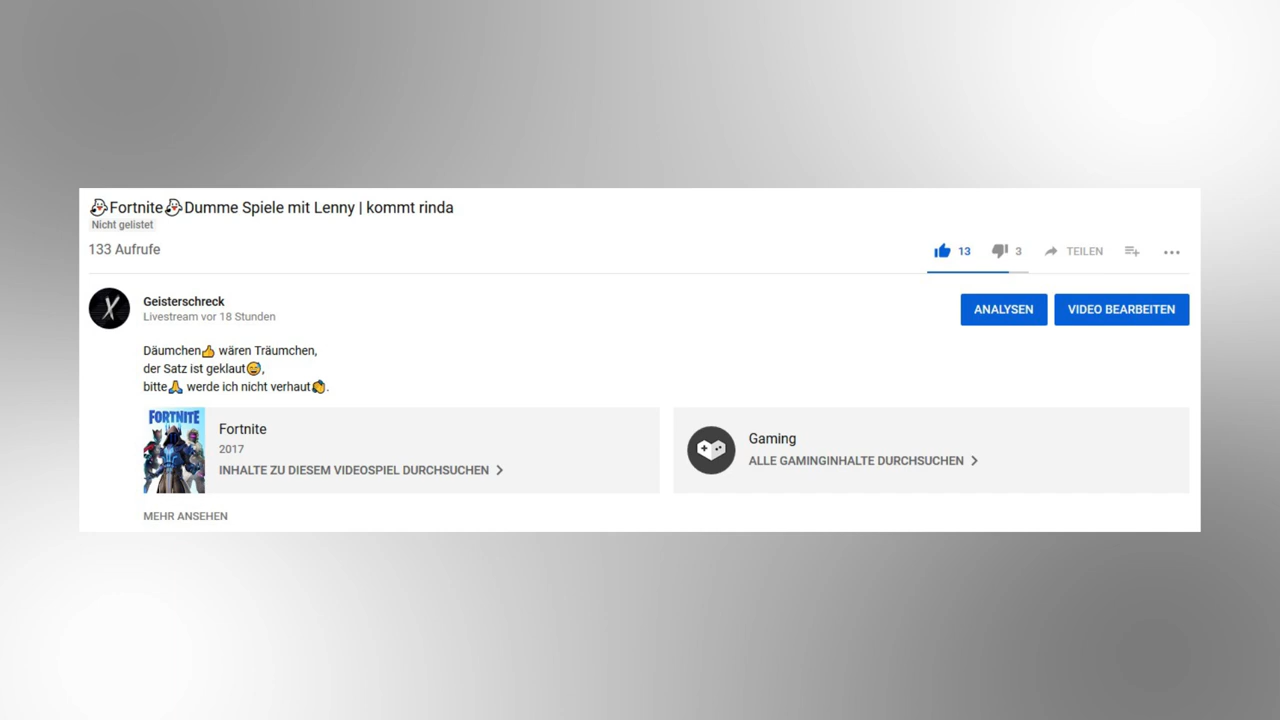 Fortnite Dumme Spiele mit Lenny | kommt rinda
Nicht gelistet
133 Aufrufe
13
3
TEILEN
Geisterschreck
Livestream vor 18 Stunden
ANALYSEN
VIDEO BEARBEITEN
Däumchen👍 wären Träumchen,
der Satz ist geklaut😅,
bitte🙏 werde ich nicht verhaut👏.
FORTNITE
Fortnite
2017
INHALTE ZU DIESEM VIDEOSPIEL DURCHSUCHEN
Gaming
ALLE GAMINGINHALTE DURCHSUCHEN
MEHR ANSEHEN